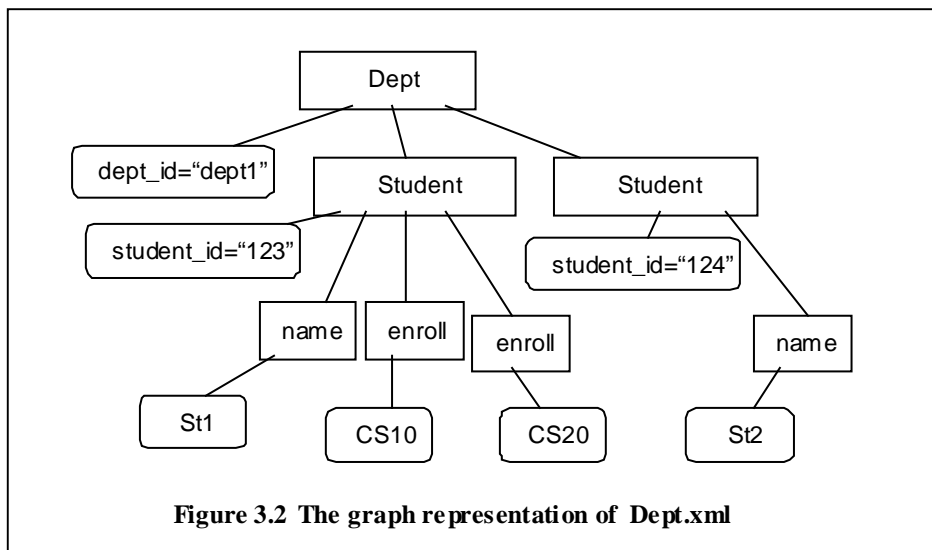 Dept
dept_id=“dept1”
Student
Student
student_id=“123”
student_id=“124”
name
enroll
enroll
name
St1
CS10
CS20
St2
Figure 3.2 The graph representation of Dept.xml